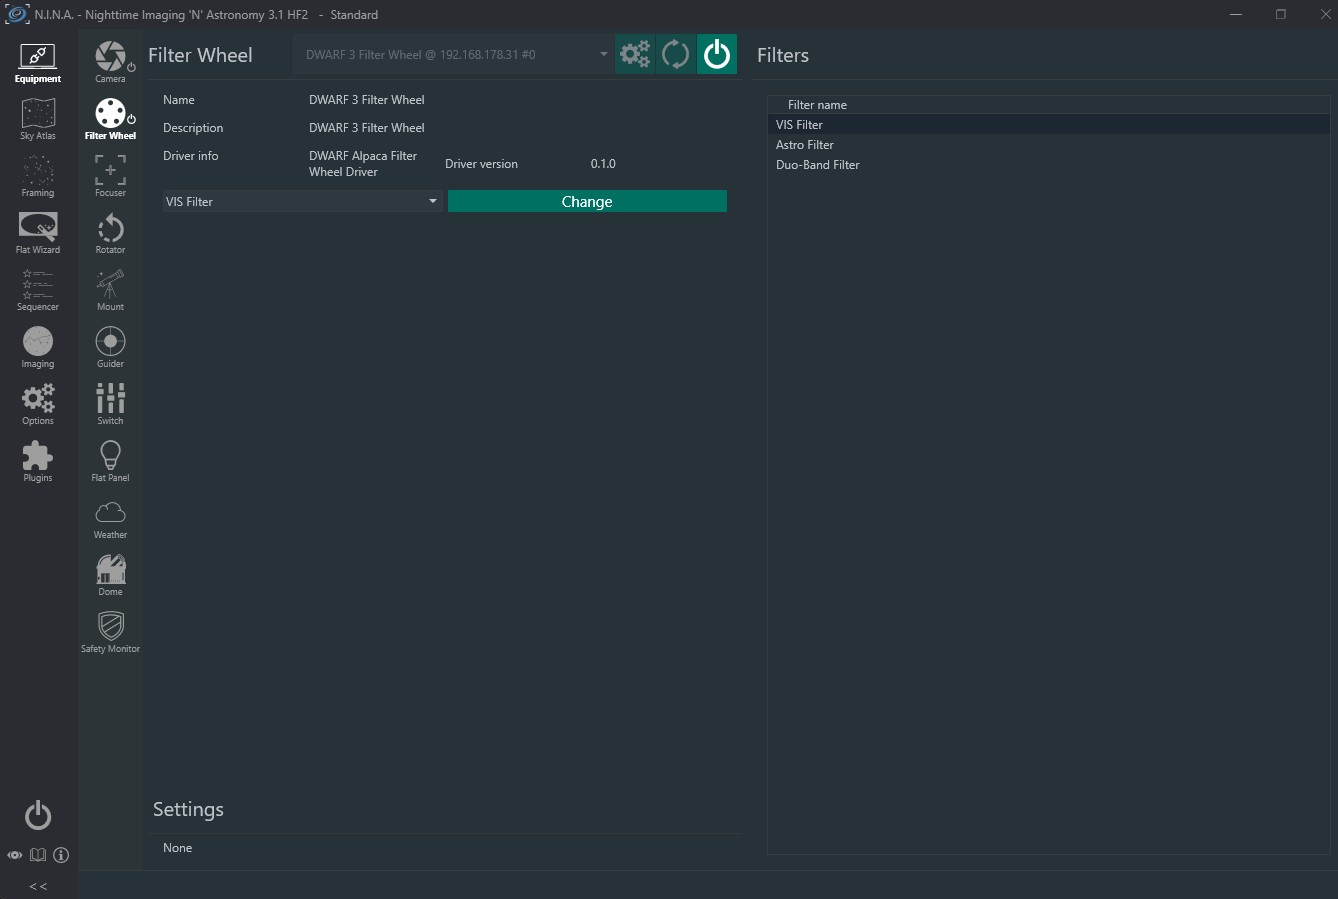 N.I.N.A. - Nighttime Imaging 'N' Astronomy 3.1 HF2 - Standard
Equipment
Sky Atlas
Framing
Flat Wizard
Sequencer
Imaging
Options
Plugins
<<
Camera
Filter Wheel
Focuser
Rotator
Mount
Guider
Switch
Flat Panel
Weather
Dome
Safety Monitor
Filter Wheel
DWARF 3 Filter Wheel @ 192.168.178.31 #0
Name DWARF 3 Filter Wheel
Description DWARF 3 Filter Wheel
Driver info DWARF Alpaca Filter
Wheel Driver
Driver version 0.1.0
VIS Filter
Change
Settings
None
Filters
Filter name
VIS Filter
Astro Filter
Duo-Band Filter